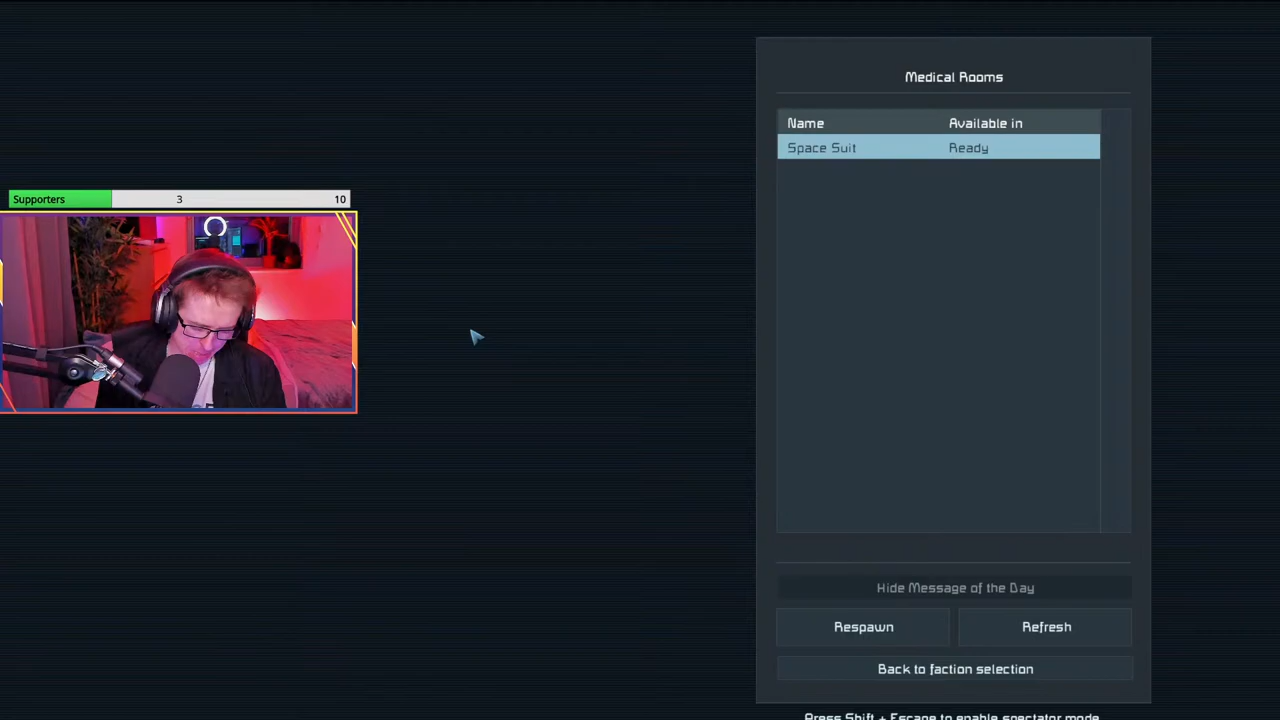 Medical Rooms
Name Available in
Space Suit Ready
Supporters 3 10
Hide Message of the Day
Respawn Refresh
Back to faction selection
Press Shift + Escape to enable spectator mode